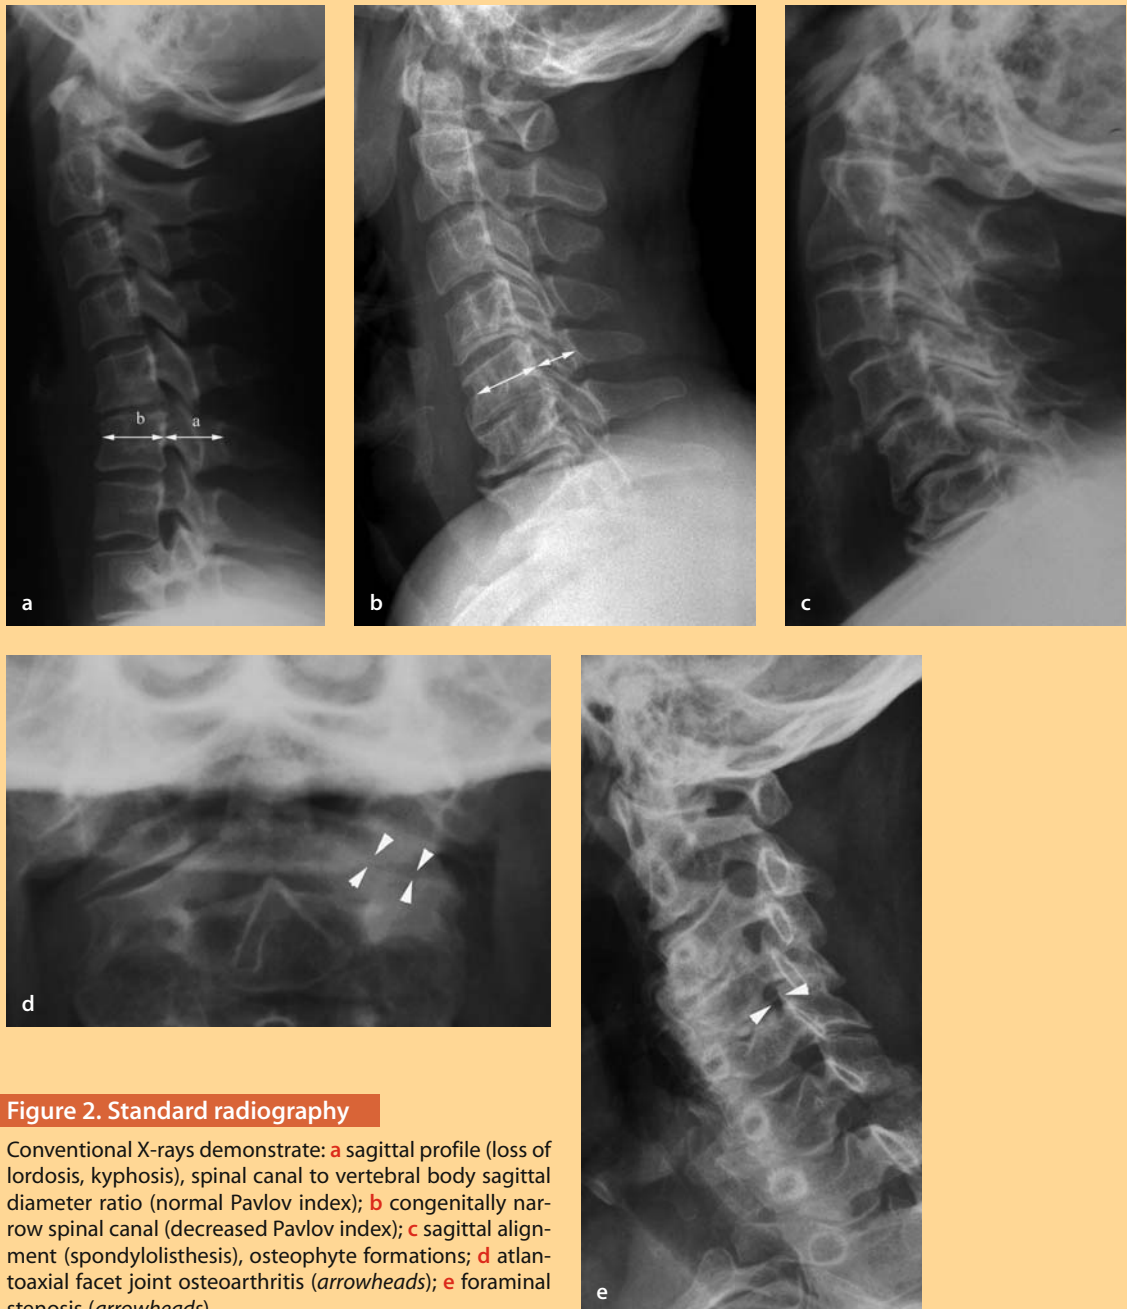 b
a
a
b
c
d
e
Figure 2. Standard radiography
Conventional X-rays demonstrate: a sagittal profile (loss of
lordosis, kyphosis), spinal canal to vertebral body sagittal
diameter ratio (normal Pavlov index); b congenitally nar-
row spinal canal (decreased Pavlov index); c sagittal align-
ment (spondylolisthesis), osteophyte formations; d atlan-
toaxial facet joint osteoarthritis (arrowheads); e foraminal
stenosis (arrowheads)